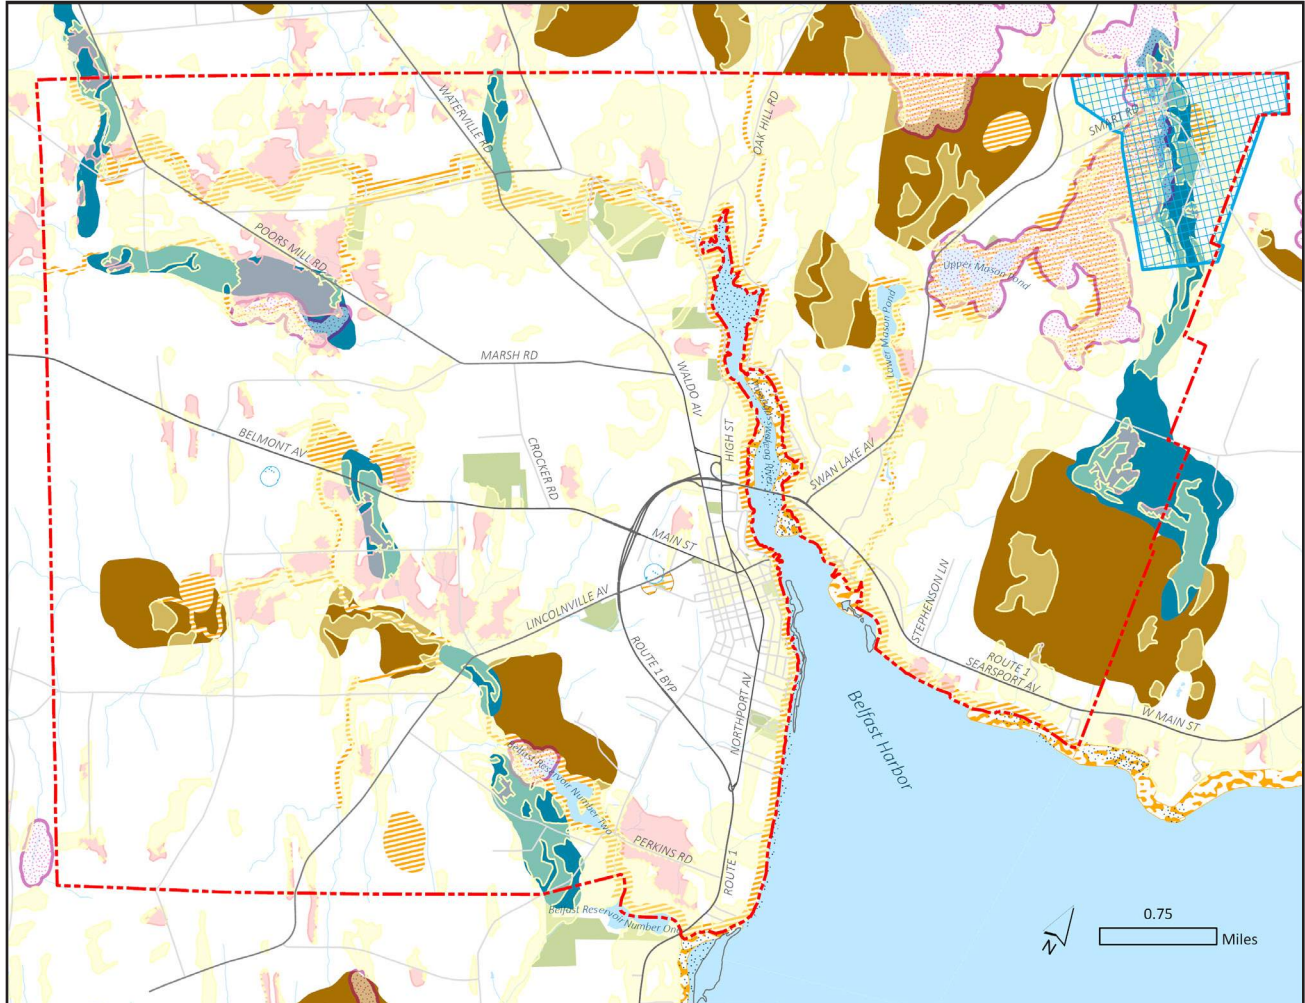 WATERVILLE RD
OAK HILL RD
SMART RD
POORS MILL RD
Upper Mason Pond
Lower Mason Pond
MARSH RD
WALDO AV
BELMONT AV
CROCKER RD
HIGH ST
SWAN LAKE AV
MAIN ST
LINCOLNVILLE AV
STEPHENSON LN
ROUTE 1 BYP
ROUTE 1
SEARSPORT AV
NORTHPORT AV
W MAIN ST
Belfast Harbor
Belfast Reservoir Number Two
PERKINS RD
ROUTE 1
Belfast Reservoir Number One
N
0.75
Miles